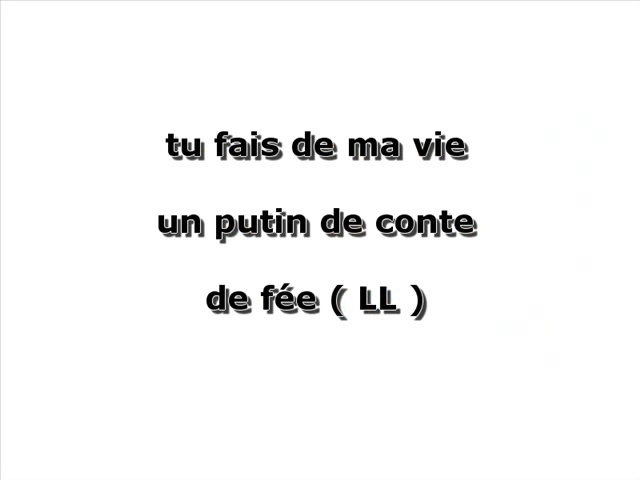 tu fais de ma vie
un putin de conte
de fée ( LL )